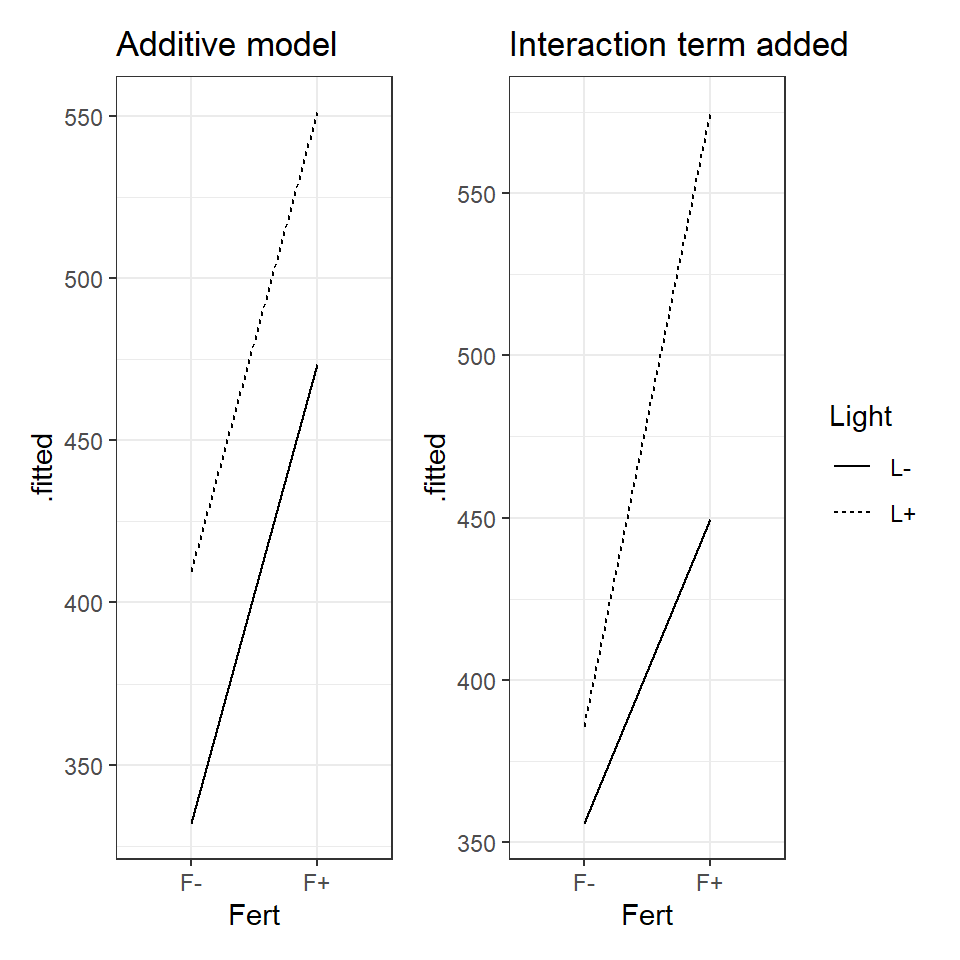 Additive model
550
500
450
400
350
.fitted
F-
F+
Fert
Interaction term added
550
500
450
400
350
.fitted
F-
F+
Fert
Light
L-
L+